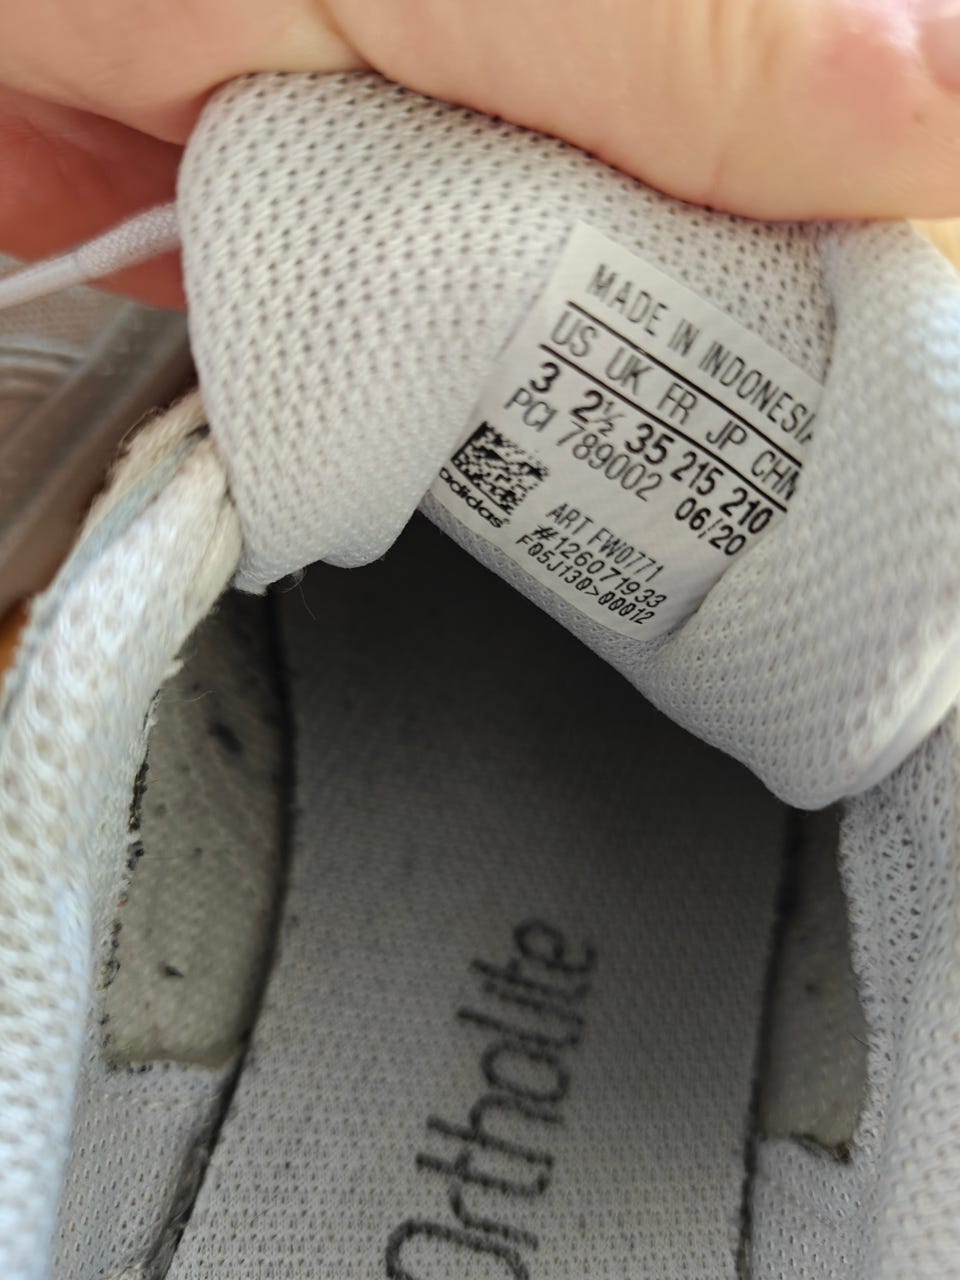 MADE IN INDONESIA
US UK FR JP CHN
3 2½ 35 215 210
PCI 789002 06/20
adidas
ART FW0771
#126071933
F05J130>00012
Ortholite